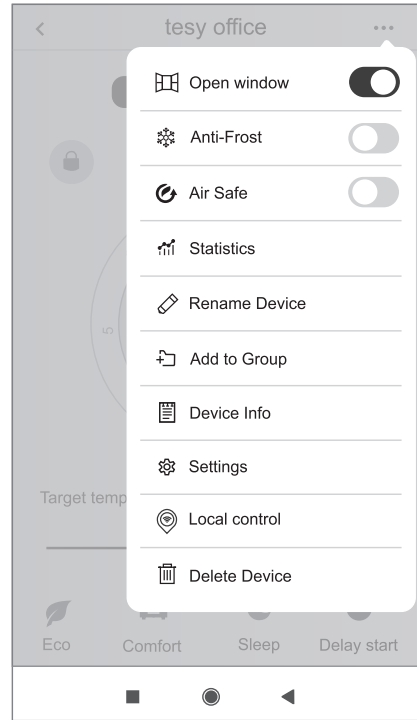 tesy office
Open window
Anti-Frost
Air Safe
Statistics
Rename Device
Add to Group
5
Device Info
Settings
Target temp
Local control
Delete Device
Eco Comfort Sleep Delay start